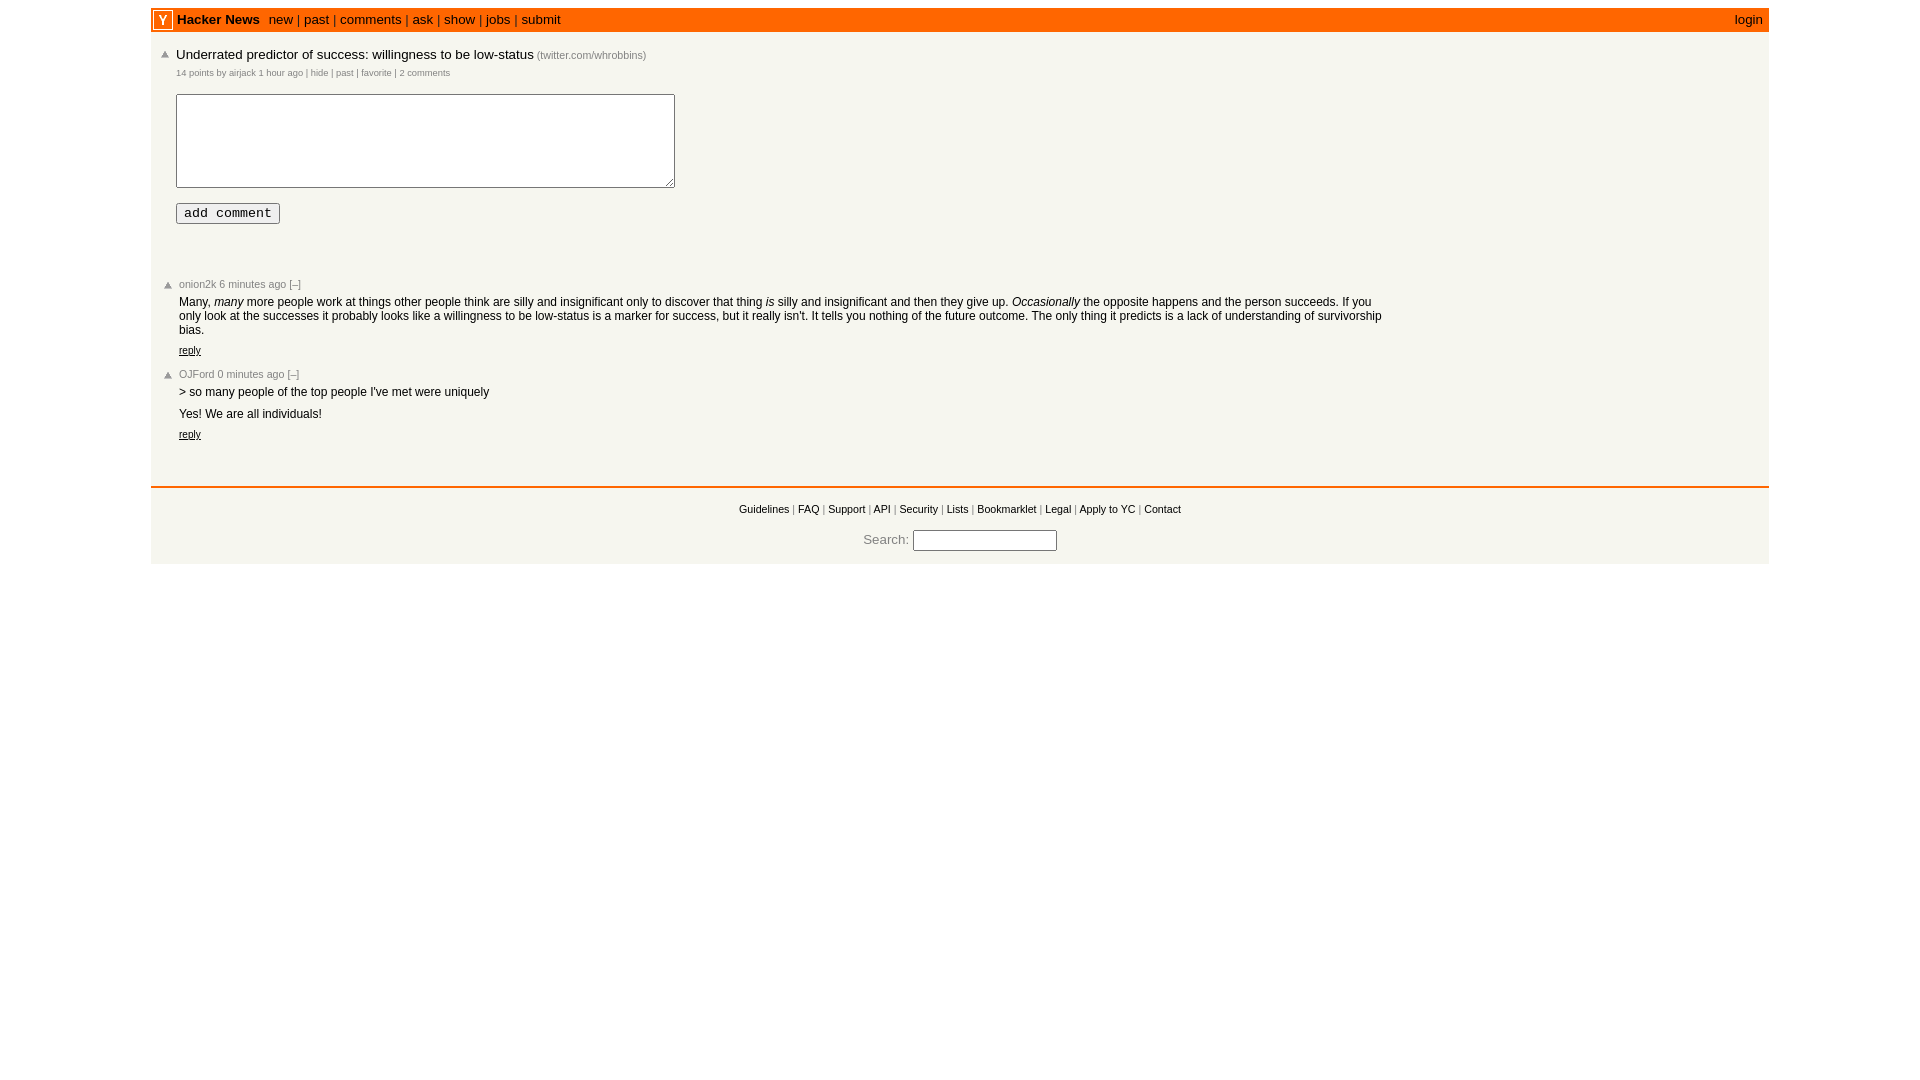 Y Hacker News new | past | comments | ask | show | jobs | submit login
Underrated predictor of success: willingness to be low-status (twitter.com/whrobbins)
14 points by airjack 1 hour ago | hide | past | favorite | 2 comments
add comment
onion2k 6 minutes ago [–]
Many, many more people work at things other people think are silly and insignificant only to discover that thing is silly and insignificant and then they give up. Occasionally the opposite happens and the person succeeds. If you
only look at the successes it probably looks like a willingness to be low-status is a marker for success, but it really isn't. It tells you nothing of the future outcome. The only thing it predicts is a lack of understanding of survivorship
bias.
reply
OJFord 0 minutes ago [–]
> so many people of the top people I've met were uniquely
Yes! We are all individuals!
reply
Guidelines | FAQ | Support | API | Security | Lists | Bookmarklet | Legal | Apply to YC | Contact
Search: